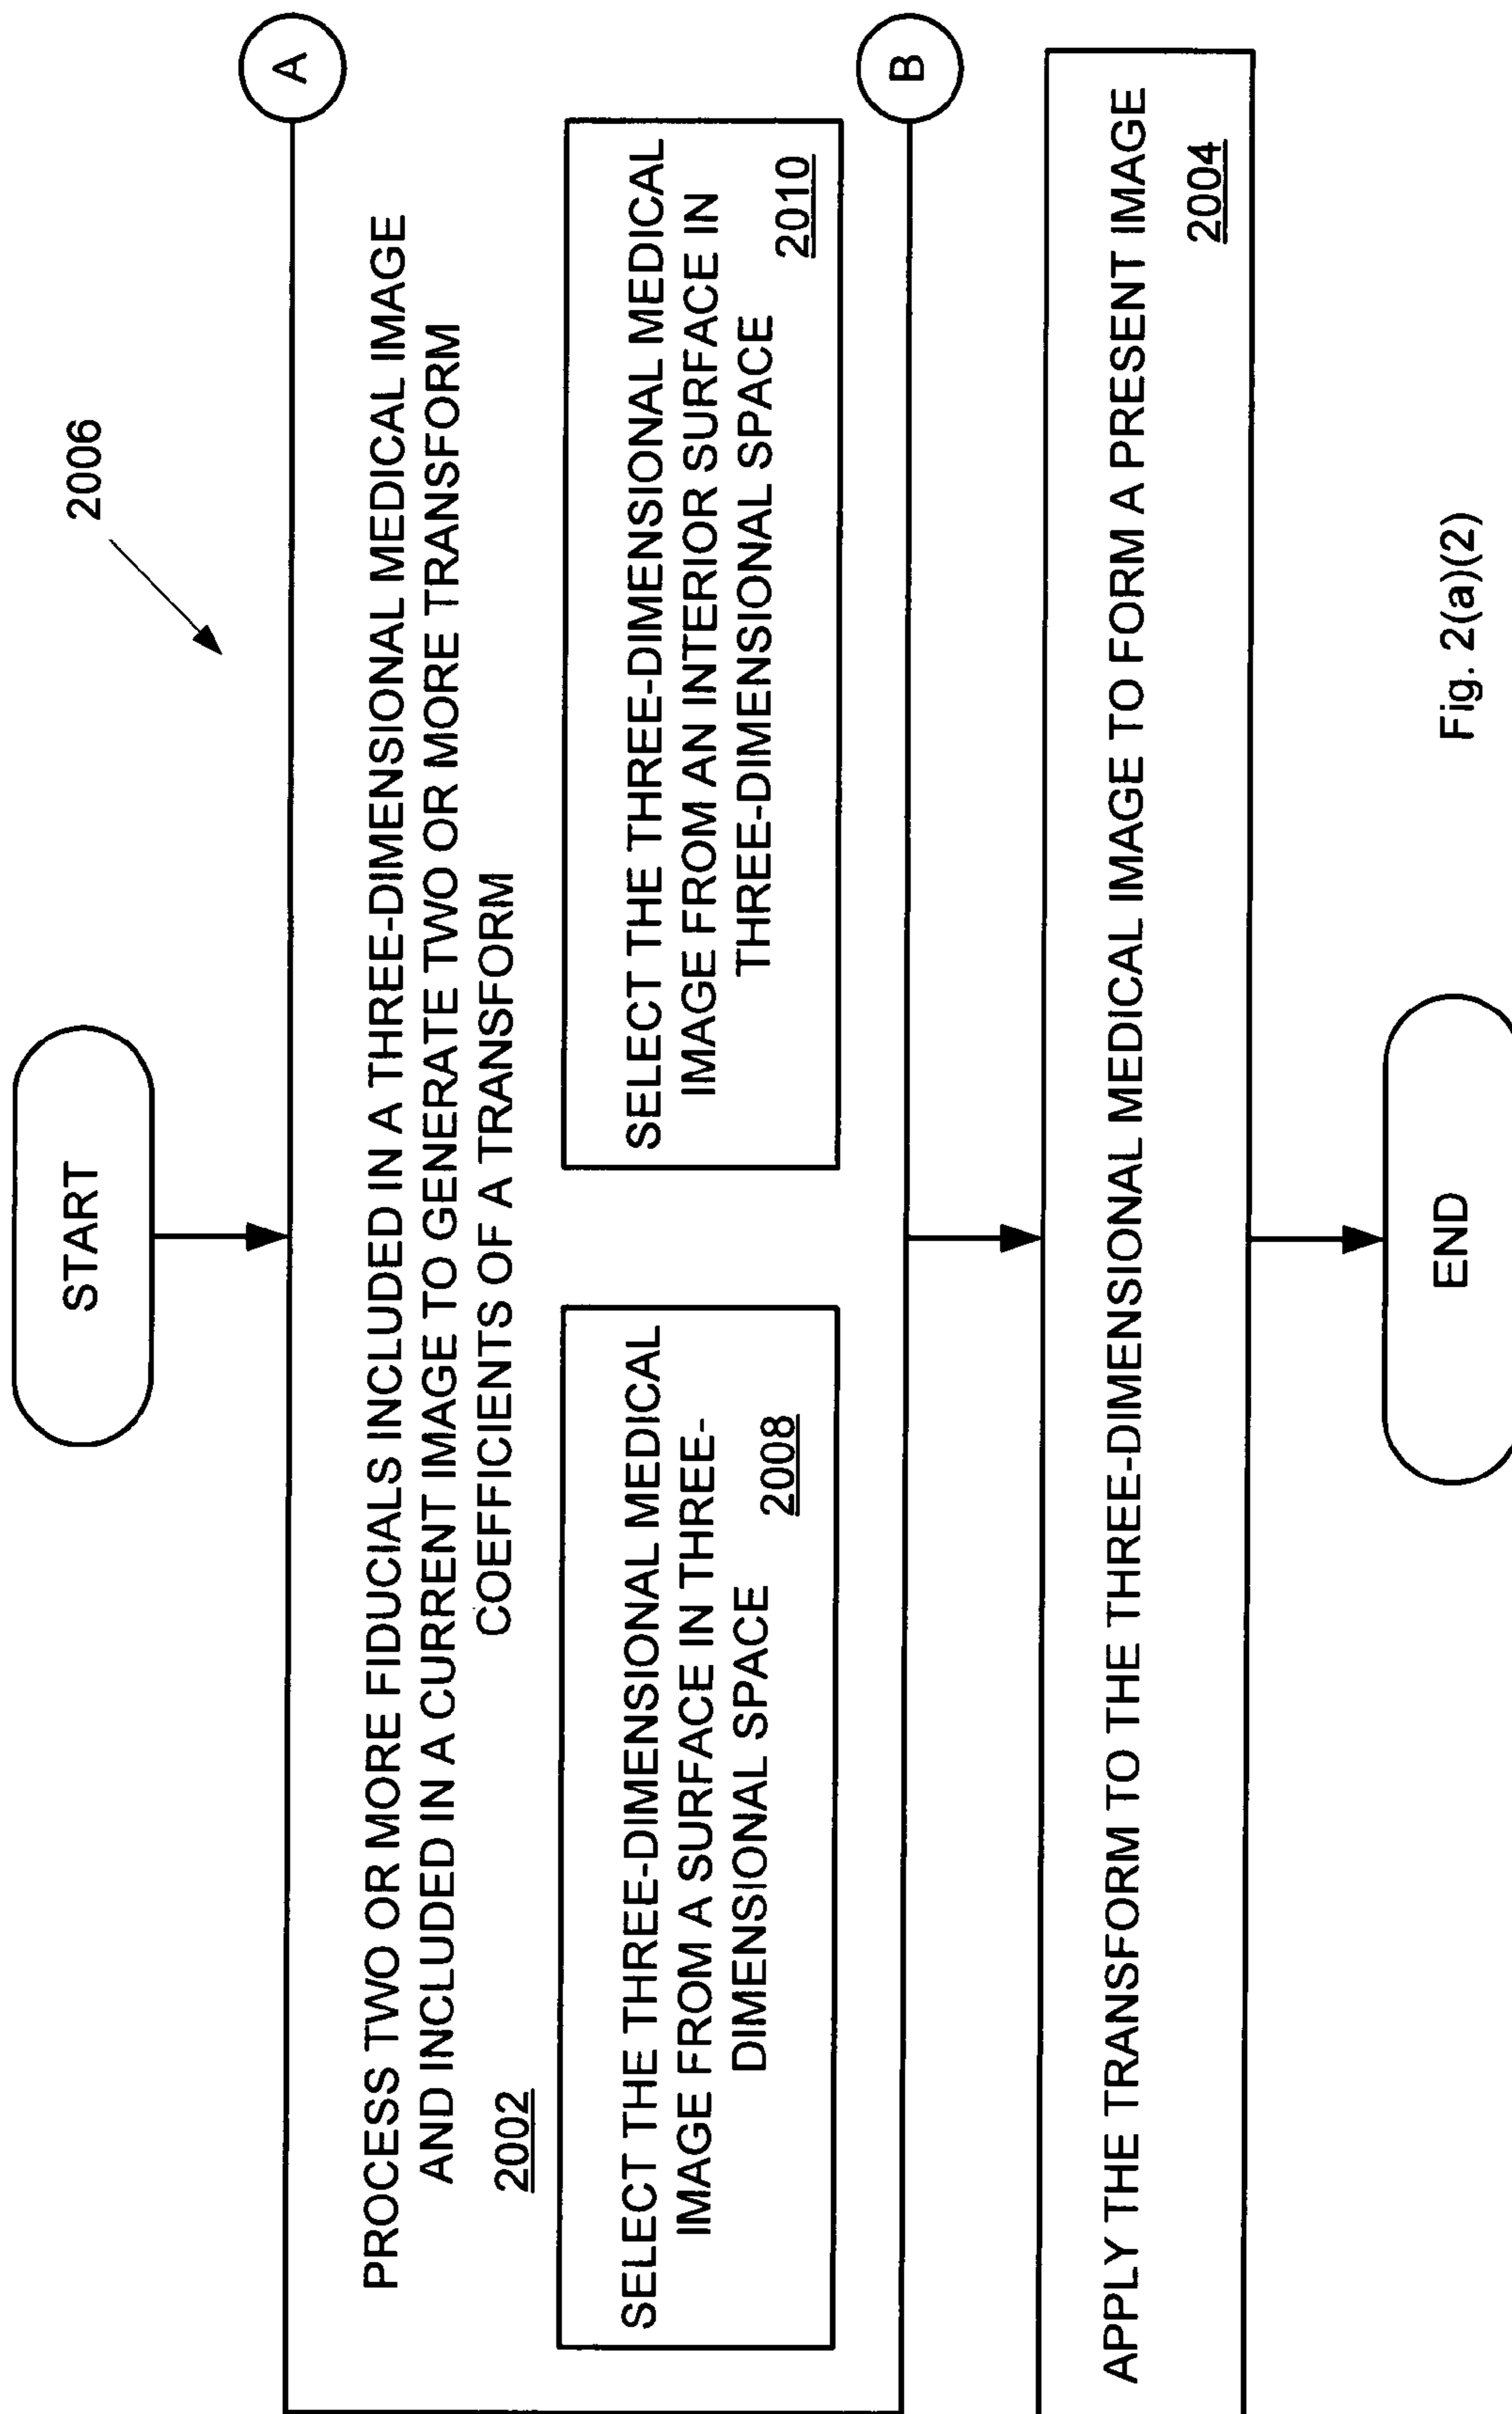 2006
START
A
PROCESS TWO OR MORE FIDUCIALS INCLUDED IN A THREE-DIMENSIONAL MEDICAL IMAGE
AND INCLUDED IN A CURRENT IMAGE TO GENERATE TWO OR MORE TRANSFORM
COEFFICIENTS OF A TRANSFORM
2002
SELECT THE THREE-DIMENSIONAL MEDICAL
IMAGE FROM A SURFACE IN THREE-
DIMENSIONAL SPACE
2008
SELECT THE THREE-DIMENSIONAL MEDICAL
IMAGE FROM AN INTERIOR SURFACE IN
THREE-DIMENSIONAL SPACE
2010
B
APPLY THE TRANSFORM TO THE THREE-DIMENSIONAL MEDICAL IMAGE TO FORM A PRESENT IMAGE
2004
END
Fig. 2(a)(2)